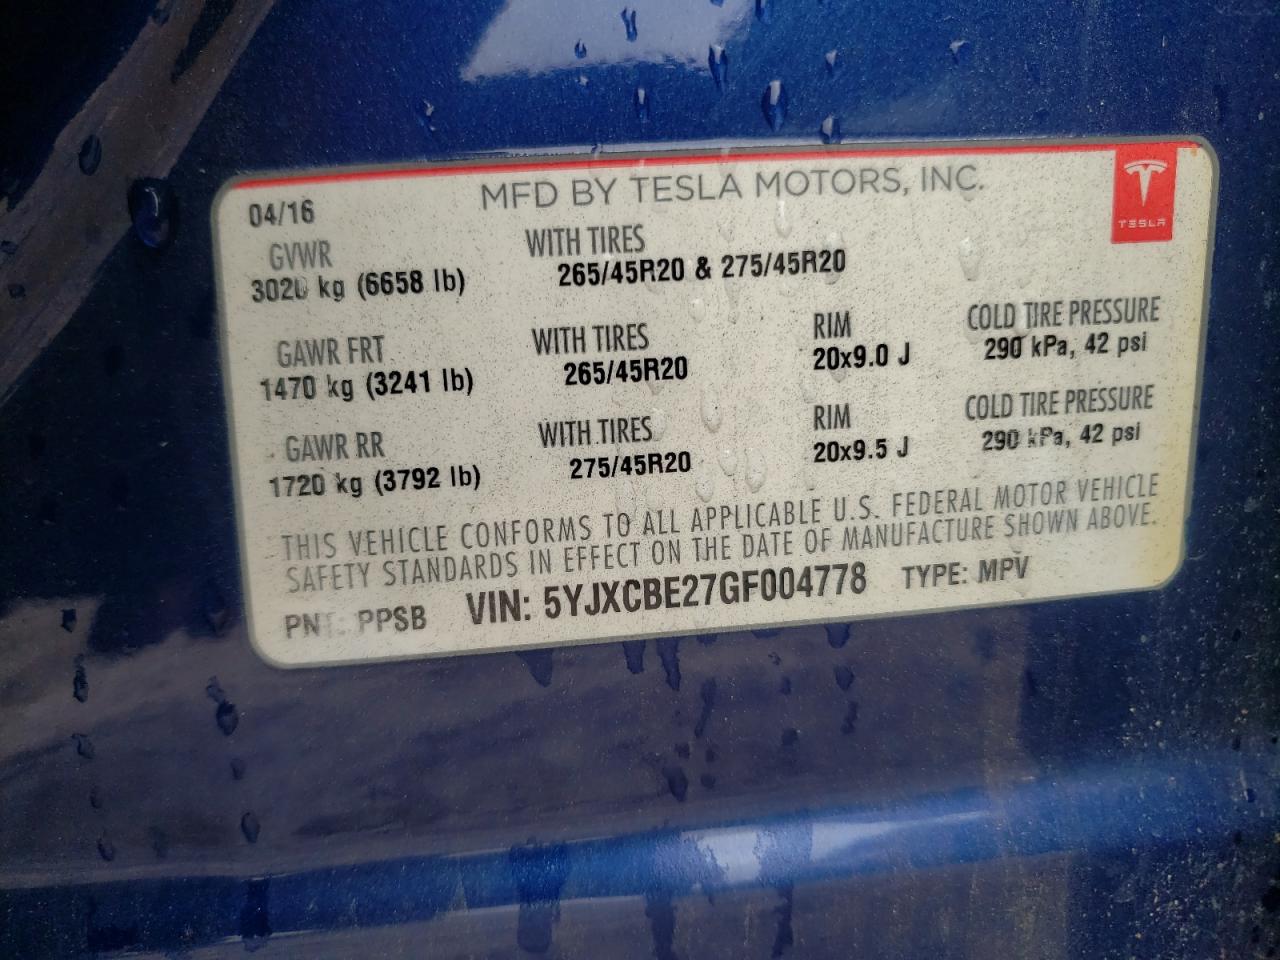 MFD BY TESLA MOTORS, INC.
TESLA
04/16
GVWR WITH TIRES
3020 kg (6658 lb) 265/45R20 & 275/45R20
GAWR FRT WITH TIRES RIM COLD TIRE PRESSURE
1470 kg (3241 lb) 265/45R20 20x9.0 J 290 kPa, 42 psi
GAWR RR WITH TIRES RIM COLD TIRE PRESSURE
1720 kg (3792 lb) 275/45R20 20x9.5 J 290 kPa, 42 psi
THIS VEHICLE CONFORMS TO ALL APPLICABLE U.S. FEDERAL MOTOR VEHICLE
SAFETY STANDARDS IN EFFECT ON THE DATE OF MANUFACTURE SHOWN ABOVE.
PNT: PPSB VIN: 5YJXCBE27GF004778 TYPE: MPV